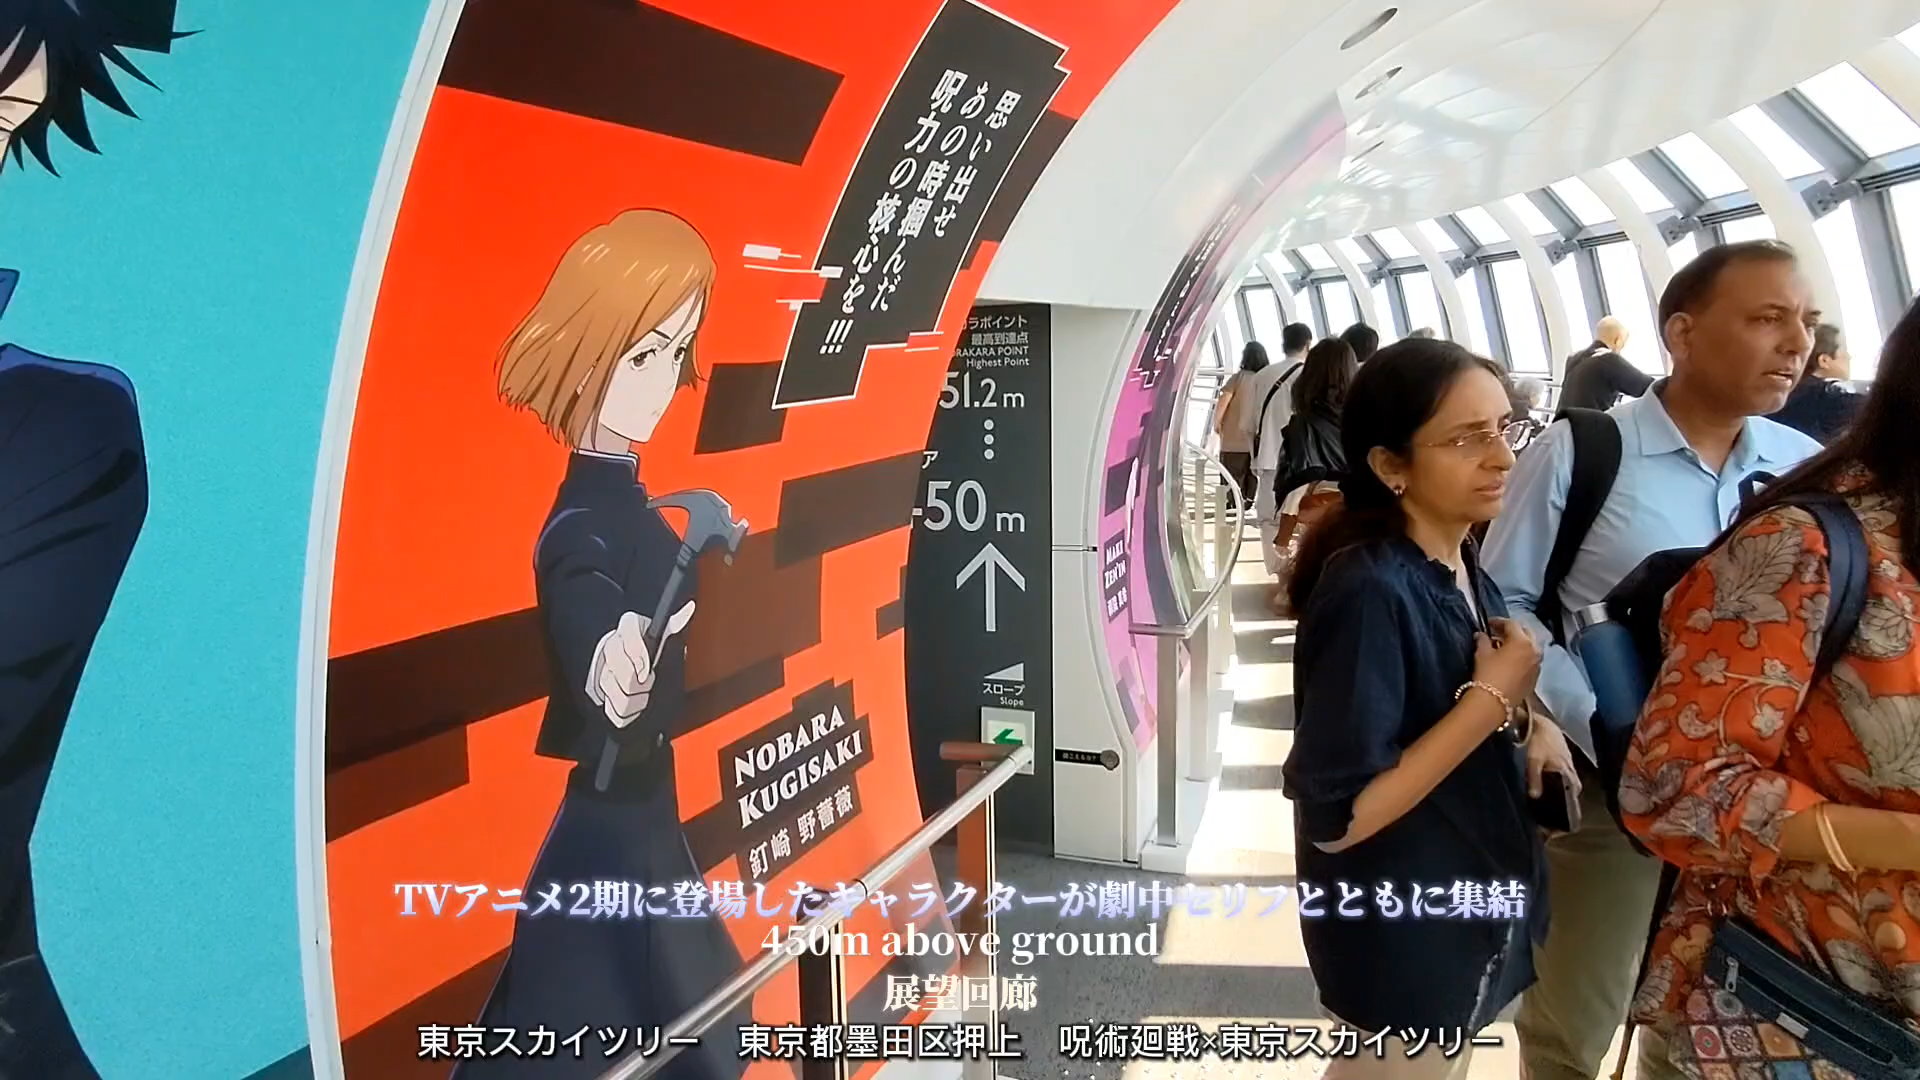 思い出せ
あの時掴んだ
呪力の核心を!!!
ラポイント
最高到達点
RAKARA POINT
Highest Point
51.2m
ア
50m
スロープ
Slope
MAKI
ZEN'IN
NOBARA
KUGISAKI
釘崎 野薔薇
TVアニメ2期に登場したキャラクターが劇中セリフとともに集結
450m above ground
展望回廊
東京スカイツリー 東京都墨田区押上 呪術廻戦×東京スカイツリー